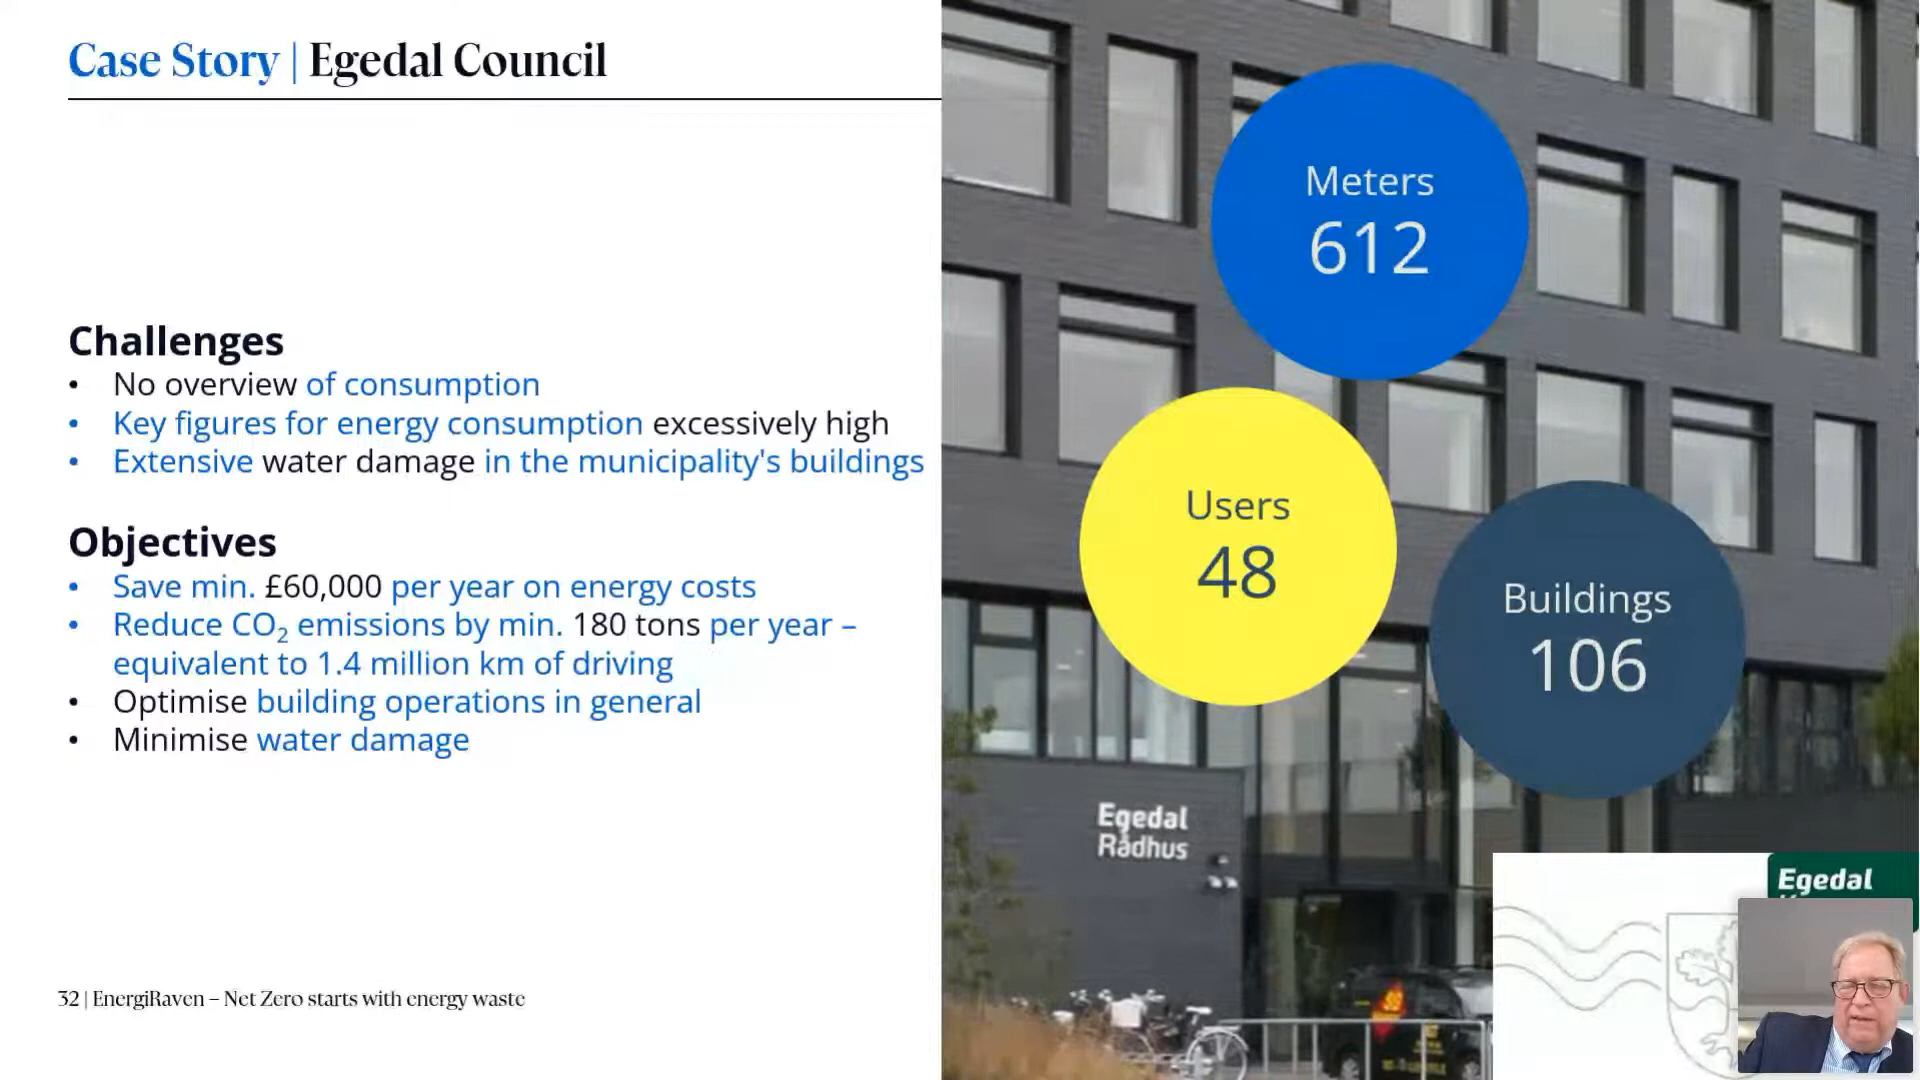 Case Story | Egedal Council
Challenges
• No overview of consumption
• Key figures for energy consumption excessively high
• Extensive water damage in the municipality's buildings
Objectives
• Save min. £60,000 per year on energy costs
• Reduce CO₂ emissions by min. 180 tons per year –
equivalent to 1.4 million km of driving
• Optimise building operations in general
• Minimise water damage
32 | EnergiRaven – Net Zero starts with energy waste
Meters
612
Users
48
Buildings
106
Egedal
Rådhus
Egedal